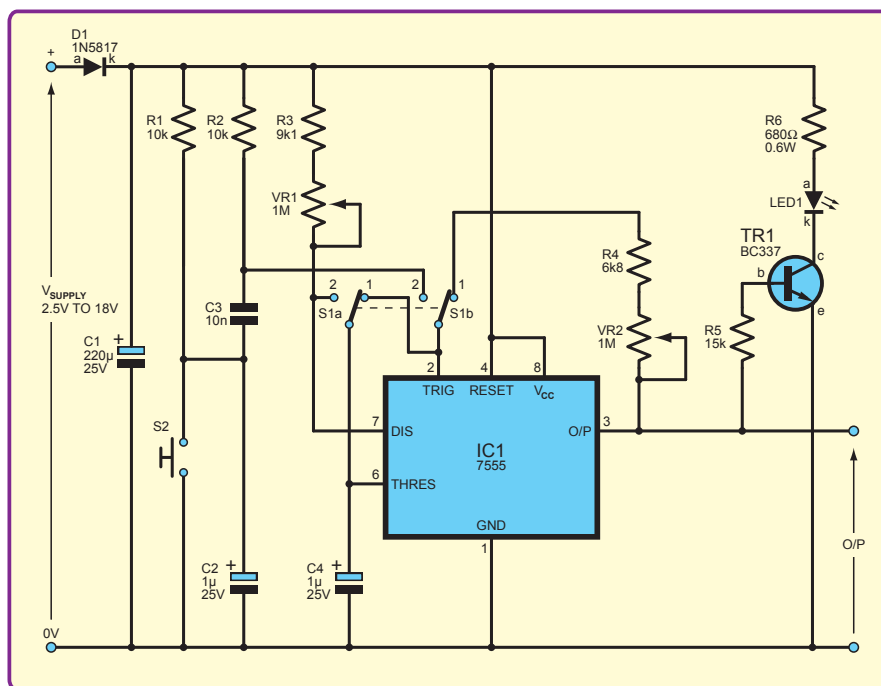 D1
1N5817
a
k
+
R1
10k
R2
10k
R3
9k1
R6
680Ω
0.6W
VR1
1M
a
LED1
k
TR1
BC337
c
b
e
R4
6k8
2
1
2
1
S1a
S1b
VSUPPLY
2.5V TO 18V
C3
10n
VR2
1M
R5
15k
C1
220µ
25V
+
2
4
8
TRIG
RESET
VCC
S2
7
DIS
O/P
3
IC1
7555
6
THRES
GND
1
C2
1µ
25V
+
C4
1µ
25V
+
O/P
0V